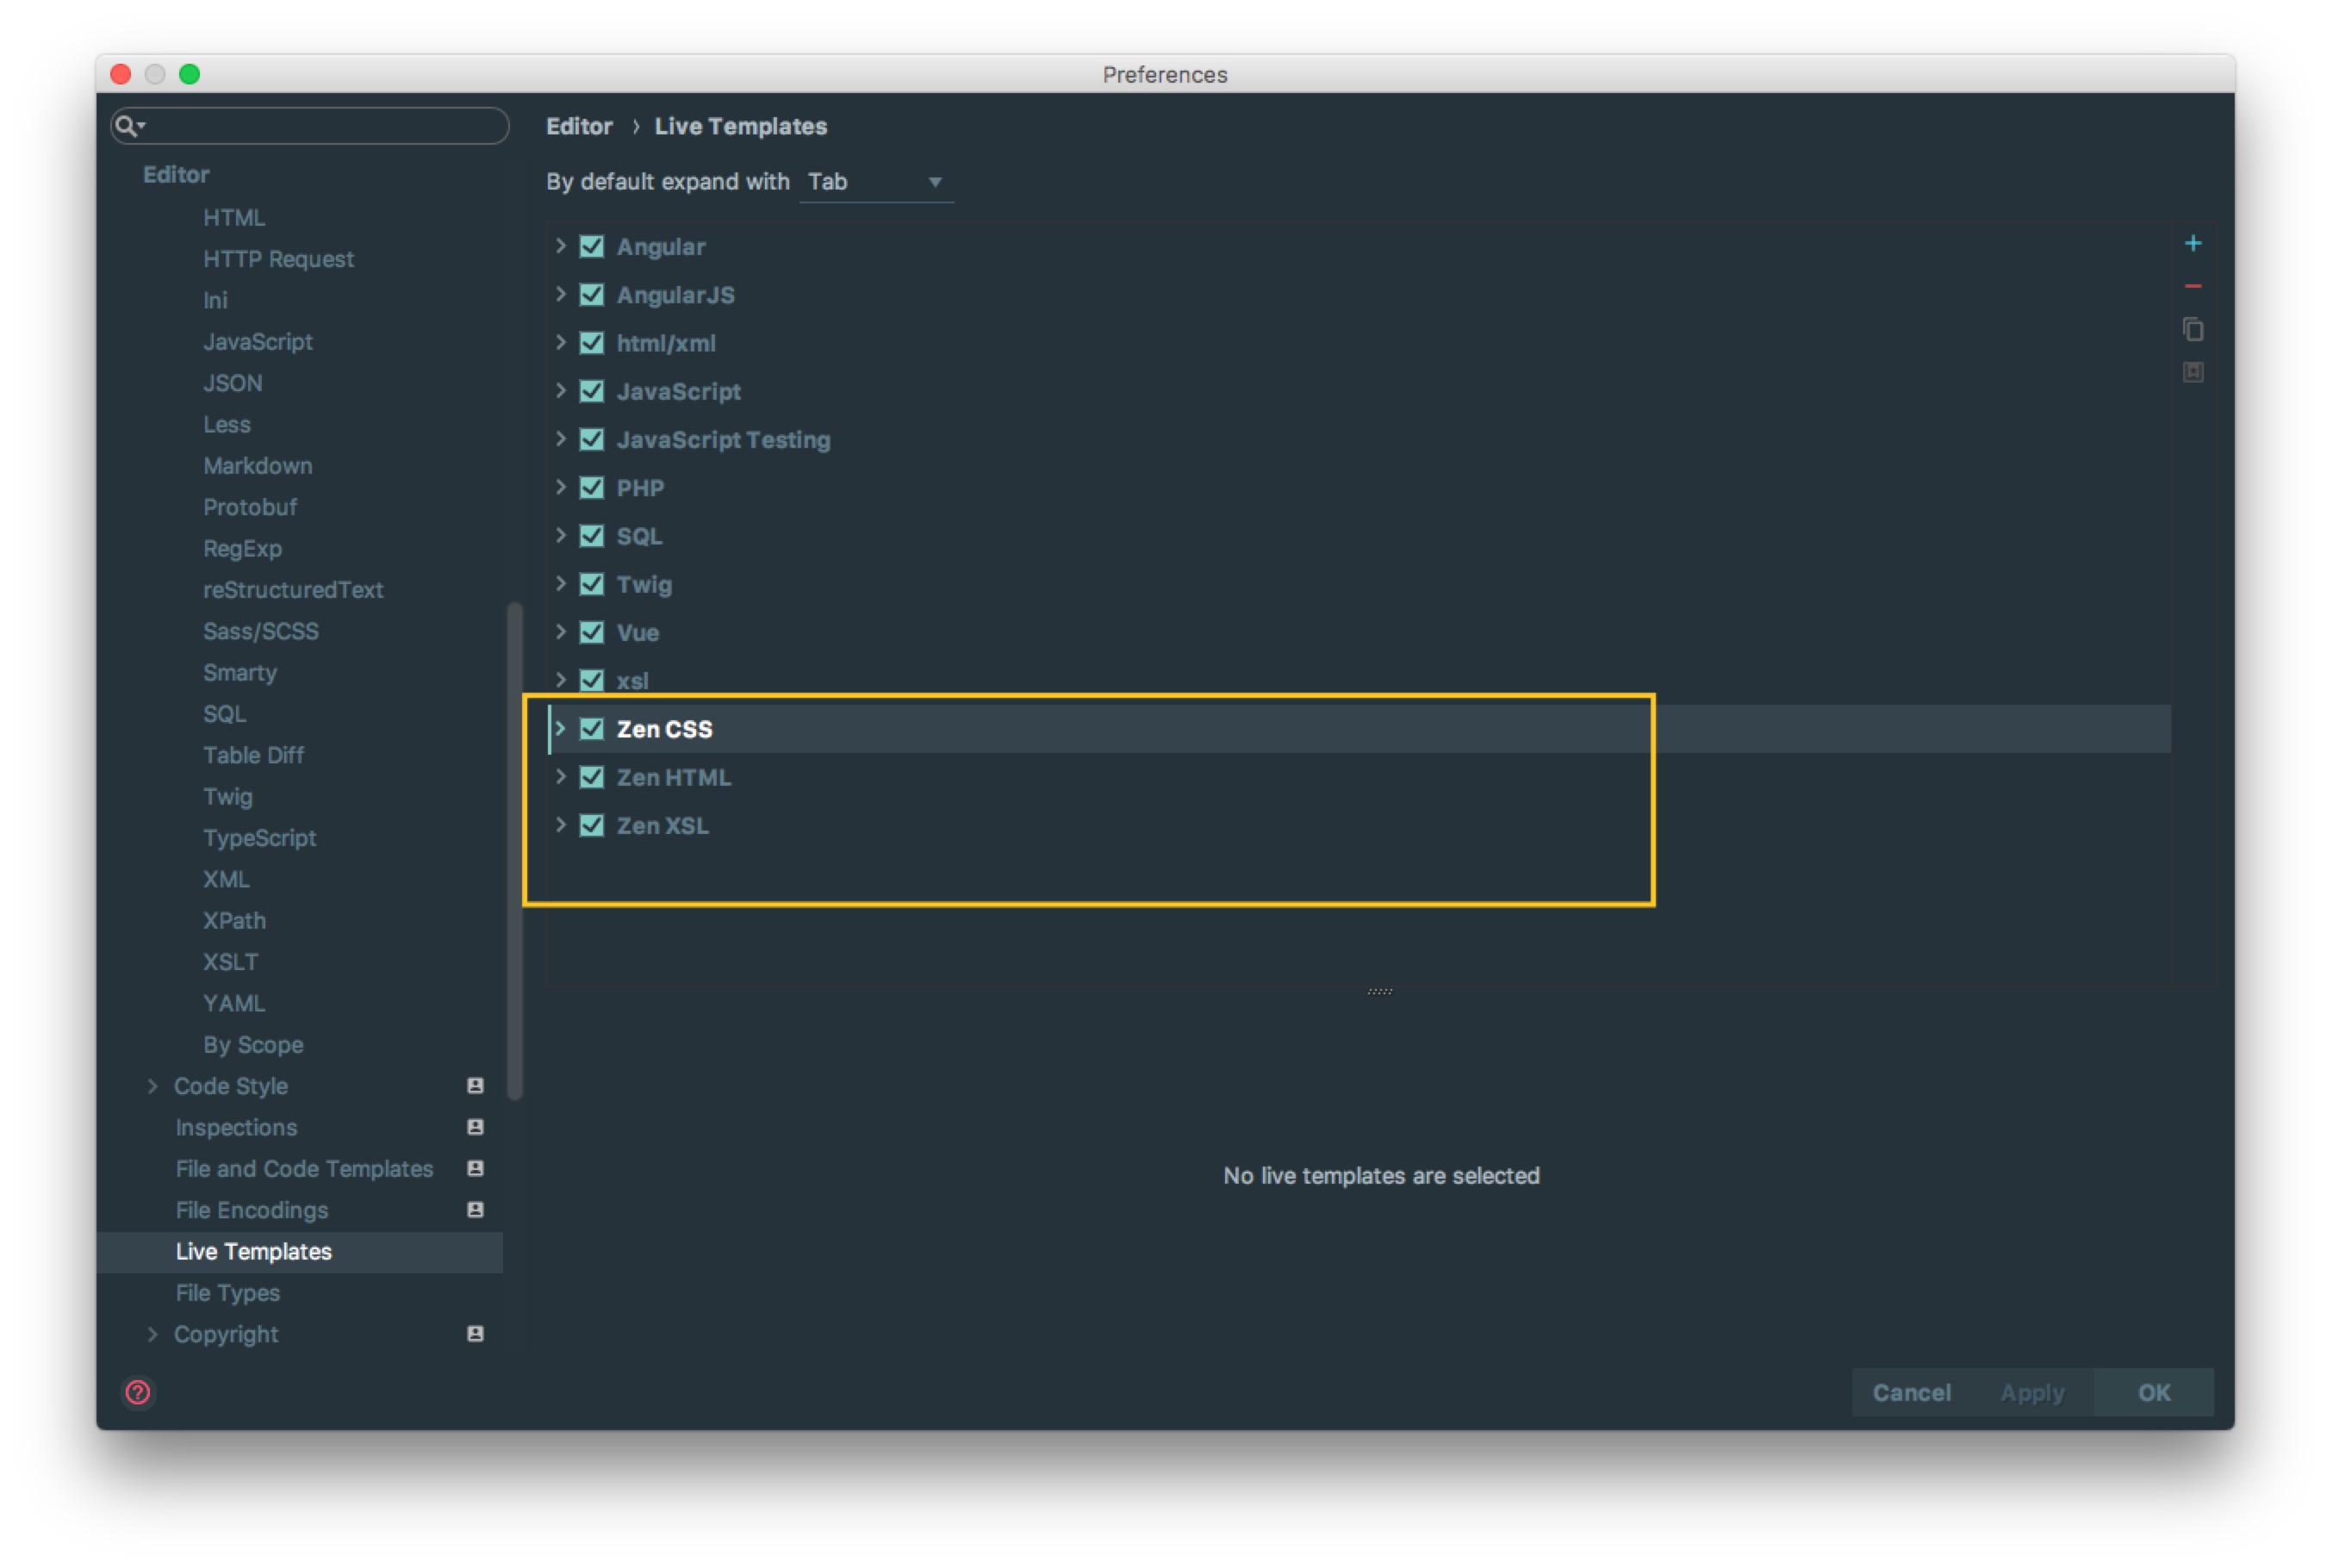 Preferences
Editor
HTML
HTTP Request
Ini
JavaScript
JSON
Less
Markdown
Protobuf
RegExp
reStructuredText
Sass/SCSS
Smarty
SQL
Table Diff
Twig
TypeScript
XML
XPath
XSLT
YAML
By Scope
Code Style
Inspections
File and Code Templates
File Encodings
Live Templates
File Types
Copyright
Editor › Live Templates
By default expand with Tab
Angular
AngularJS
html/xml
JavaScript
JavaScript Testing
PHP
SQL
Twig
Vue
xsl
Zen CSS
Zen HTML
Zen XSL
No live templates are selected
Cancel Apply OK